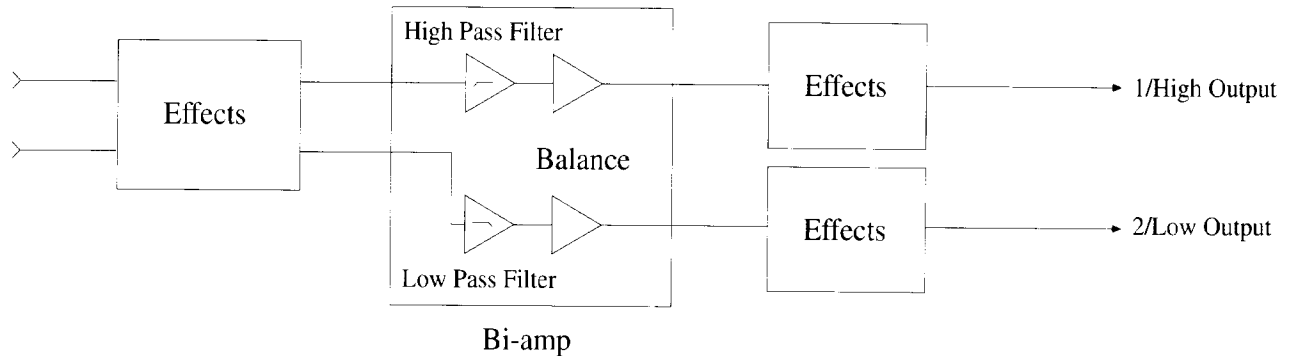 High Pass Filter
Effects
Effects
1/High Output
Balance
Effects
2/Low Output
Low Pass Filter
Bi-amp